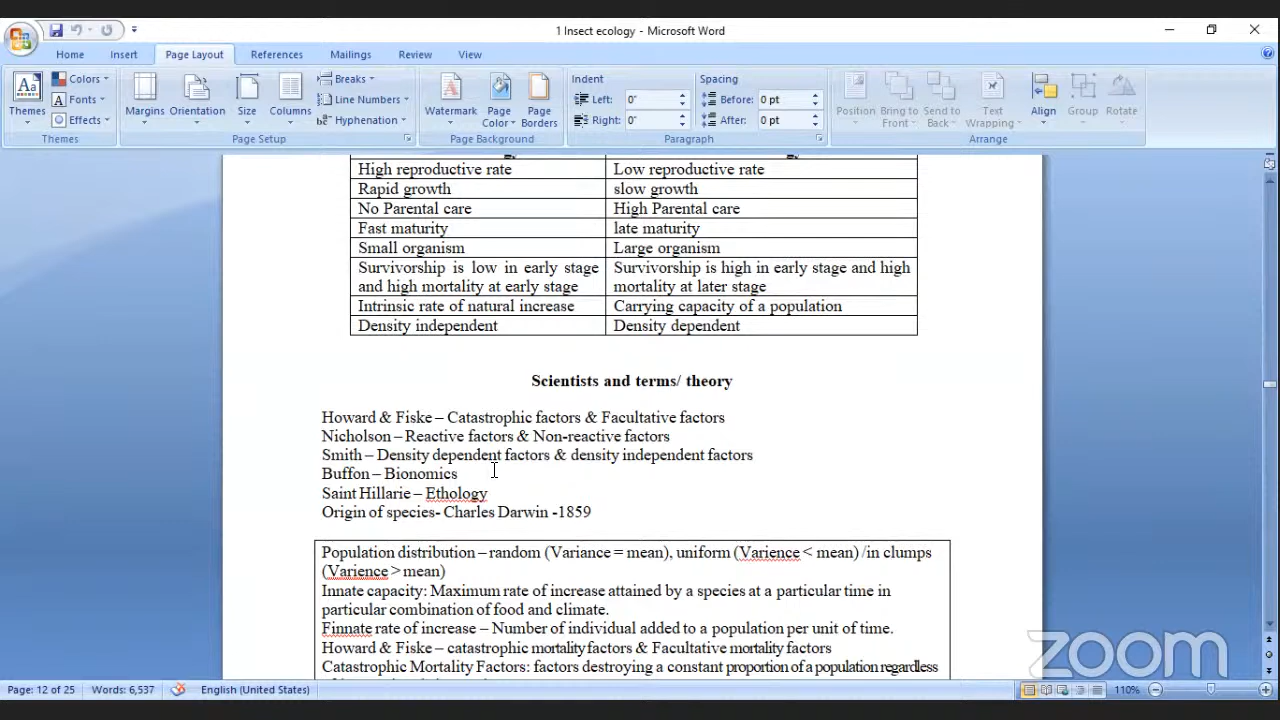 1 Insect ecology - Microsoft Word
Home Insert Page Layout References Mailings Review View
Themes
Colors
Fonts
Effects
Themes
Margins Orientation Size Columns
Breaks
Line Numbers
Hyphenation
Page Setup
Watermark Page Color Page Borders
Page Background
Indent
Left: 0"
Right: 0"
Spacing
Before: 0 pt
After: 0 pt
Paragraph
Position Bring to Front Send to Back Text Wrapping Align Group Rotate
Arrange
High reproductive rate Low reproductive rate
Rapid growth slow growth
No Parental care High Parental care
Fast maturity late maturity
Small organism Large organism
Survivorship is low in early stage Survivorship is high in early stage and high
and high mortality at early stage mortality at later stage
Intrinsic rate of natural increase Carrying capacity of a population
Density independent Density dependent
Scientists and terms/ theory
Howard & Fiske – Catastrophic factors & Facultative factors
Nicholson – Reactive factors & Non-reactive factors
Smith – Density dependent factors & density independent factors
Buffon – Bionomics
Saint Hillarie – Ethology
Origin of species- Charles Darwin -1859
Population distribution – random (Variance = mean), uniform (Varience < mean) /in clumps
(Varience > mean)
Innate capacity: Maximum rate of increase attained by a species at a particular time in
particular combination of food and climate.
Finnate rate of increase – Number of individual added to a population per unit of time.
Howard & Fiske – catastrophic mortality factors & Facultative mortality factors
Catastrophic Mortality Factors: factors destroying a constant proportion of a population regardless
zoom
Page: 12 of 25 Words: 6,537 English (United States) 110%